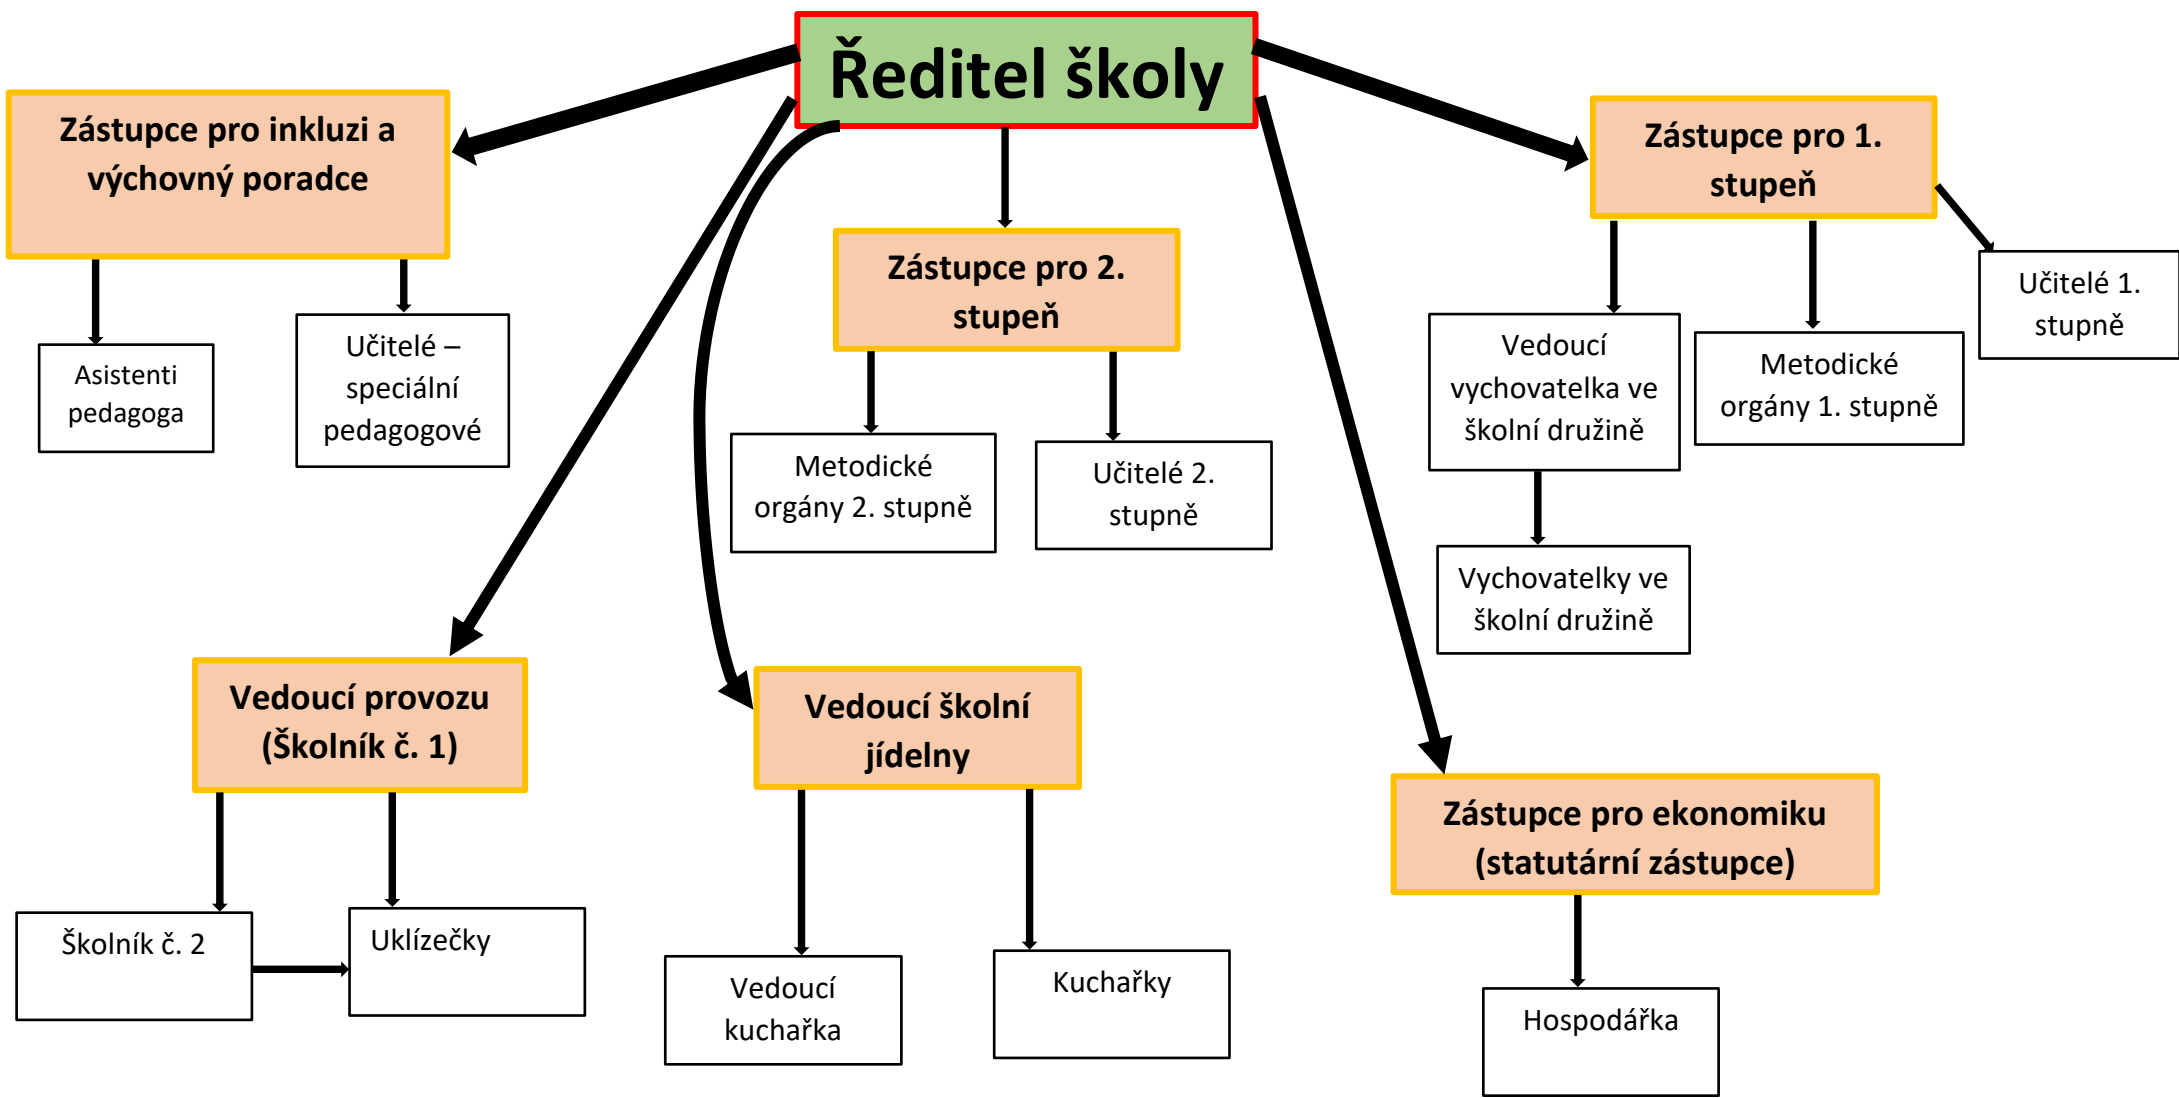 Ředitel školy
Zástupce pro inkluzi a
výchovný poradce
Zástupce pro 1.
stupeň
Zástupce pro 2.
stupeň
Učitelé 1.
stupně
Asistenti
pedagoga
Učitelé –
speciální
pedagogové
Vedoucí
vychovatelka ve
školní družině
Metodické
orgány 1. stupně
Metodické
orgány 2. stupně
Učitelé 2.
stupně
Vychovatelky ve
školní družině
Vedoucí provozu
(Školník č. 1)
Vedoucí školní
jídelny
Zástupce pro ekonomiku
(statutární zástupce)
Školník č. 2
Uklízečky
Vedoucí
kuchařka
Kuchařky
Hospodářka